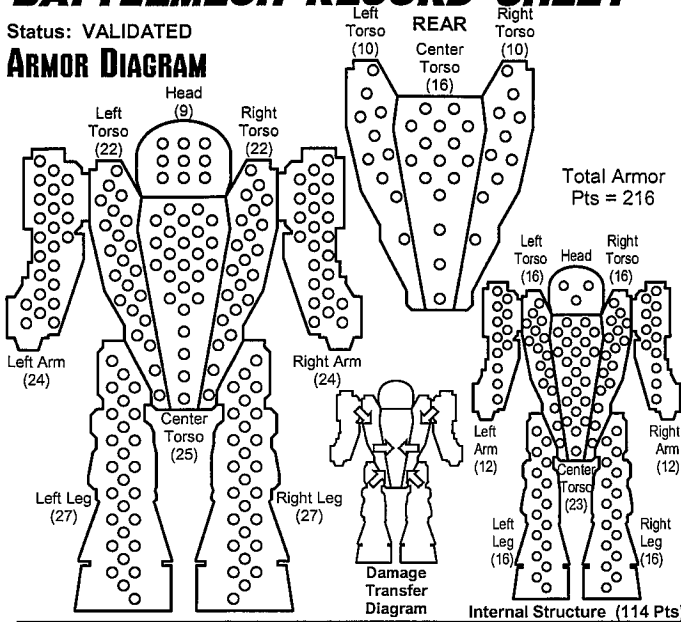 BATTLEMECH RECORD SHEET
Status: VALIDATED
ARMOR DIAGRAM
Head
(9)
Left
Torso
(22)
Right
Torso
(22)
Left Arm
(24)
Right Arm
(24)
Center
Torso
(25)
Left Leg
(27)
Right Leg
(27)
Left
Torso
(10)
REAR
Center
Torso
(16)
Right
Torso
(10)
Total Armor
Pts = 216
Left
Torso
(16)
Head
Right
Torso
(16)
Left
Arm
(12)
Right
Arm
(12)
Center
Torso
(23)
Left
Leg
(16)
Right
Leg
(16)
Damage
Transfer
Diagram
Internal Structure (114 Pts)